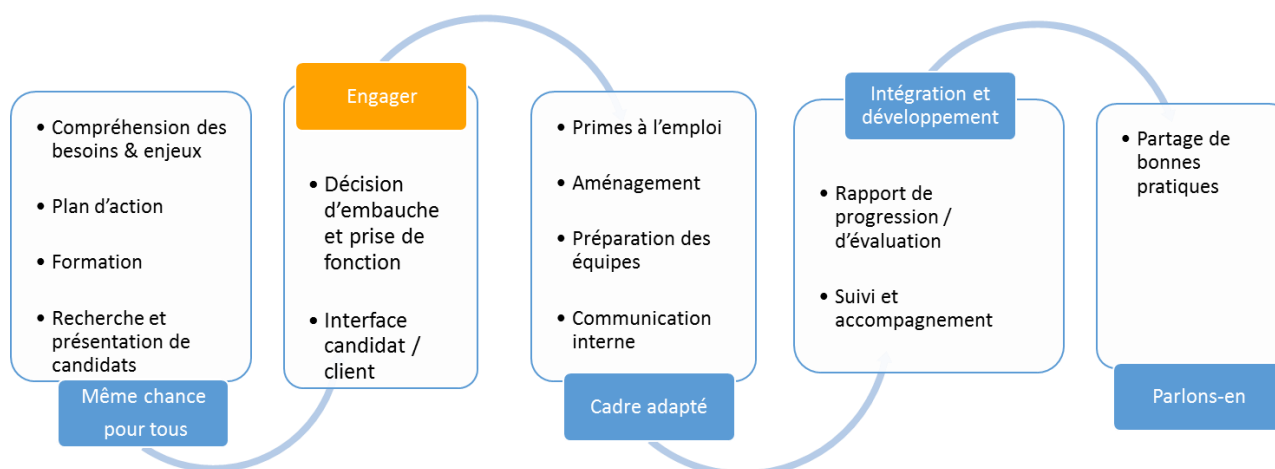 • Compréhension des
besoins & enjeux
• Plan d’action
• Formation
• Recherche et
présentation de
candidats
Même chance
pour tous
Engager
• Décision
d’embauche
et prise de
fonction
• Interface
candidat /
client
• Primes à l’emploi
• Aménagement
• Préparation des
équipes
• Communication
interne
Cadre adapté
Intégration et
développement
• Rapport de
progression /
d’évaluation
• Suivi et
accompagnement
• Partage de
bonnes
pratiques
Parlons-en